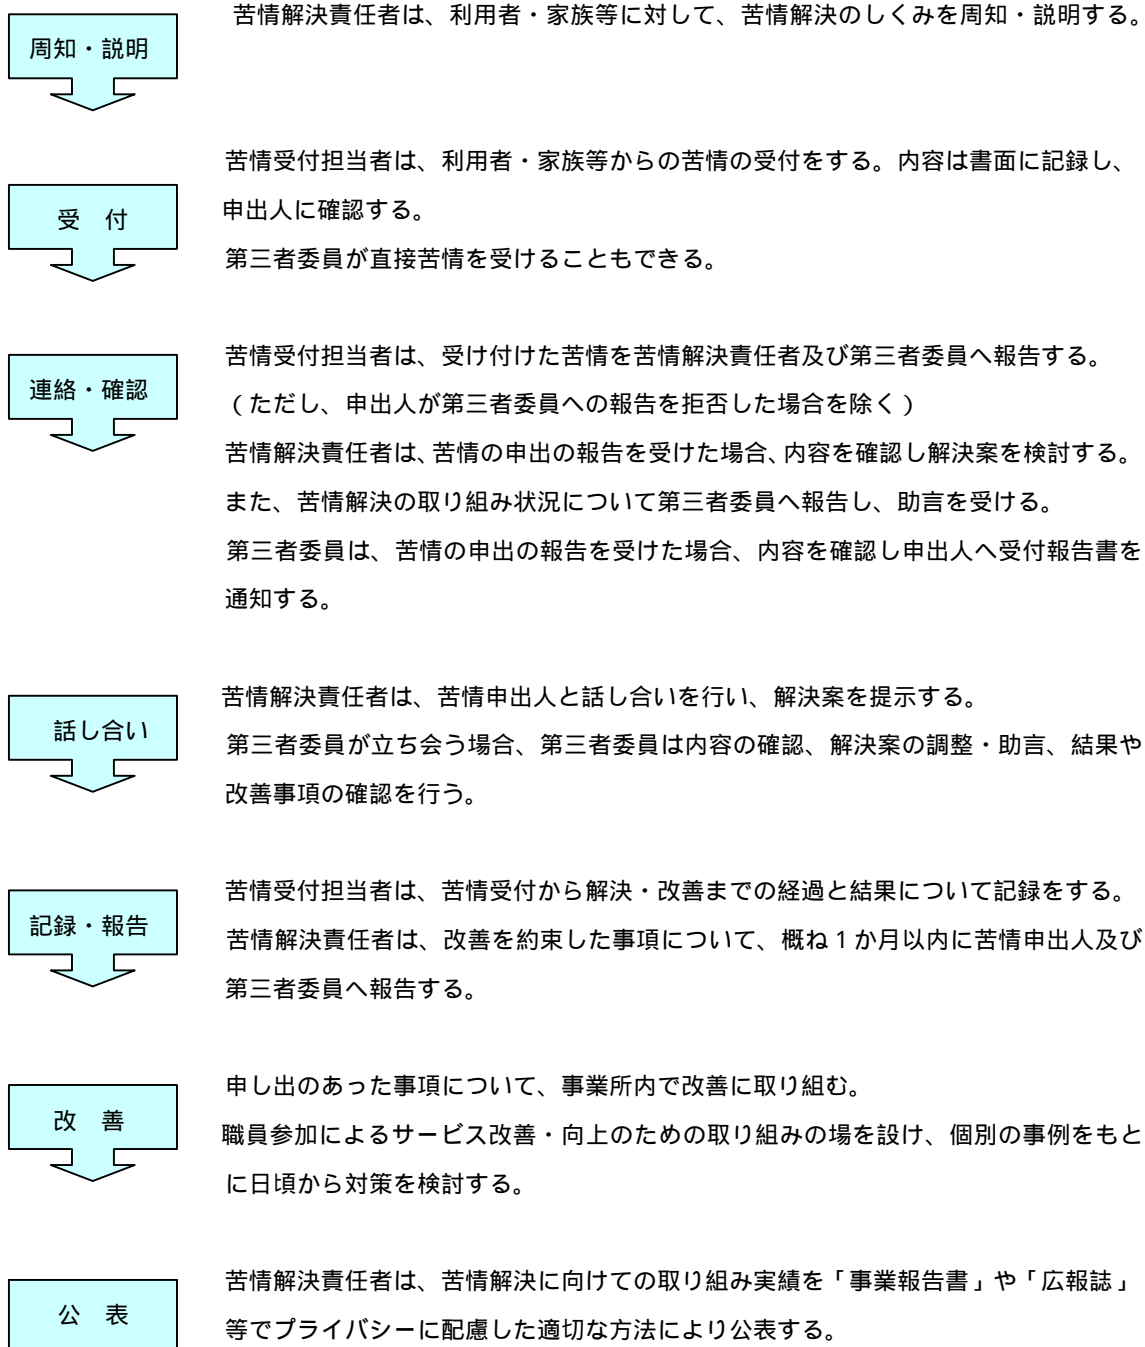 苦情解決責任者は、利用者・家族等に対して、苦情解決のしくみを周知・説明する。
周知・説明
苦情受付担当者は、利用者・家族等からの苦情の受付をする。内容は書面に記録し、
受　付
申出人に確認する。
第三者委員が直接苦情を受けることもできる。
苦情受付担当者は、受け付けた苦情を苦情解決責任者及び第三者委員へ報告する。
連絡・確認
（ただし、申出人が第三者委員への報告を拒否した場合を除く）
苦情解決責任者は、苦情の申出の報告を受けた場合、内容を確認し解決案を検討する。
また、苦情解決の取り組み状況について第三者委員へ報告し、助言を受ける。
第三者委員は、苦情の申出の報告を受けた場合、内容を確認し申出人へ受付報告書を
通知する。
苦情解決責任者は、苦情申出人と話し合いを行い、解決案を提示する。
話し合い
第三者委員が立ち会う場合、第三者委員は内容の確認、解決案の調整・助言、結果や
改善事項の確認を行う。
苦情受付担当者は、苦情受付から解決・改善までの経過と結果について記録をする。
記録・報告
苦情解決責任者は、改善を約束した事項について、概ね１か月以内に苦情申出人及び
第三者委員へ報告する。
申し出のあった事項について、事業所内で改善に取り組む。
改　善
職員参加によるサービス改善・向上のための取り組みの場を設け、個別の事例をもと
に日頃から対策を検討する。
苦情解決責任者は、苦情解決に向けての取り組み実績を「事業報告書」や「広報誌」
公　表
等でプライバシーに配慮した適切な方法により公表する。